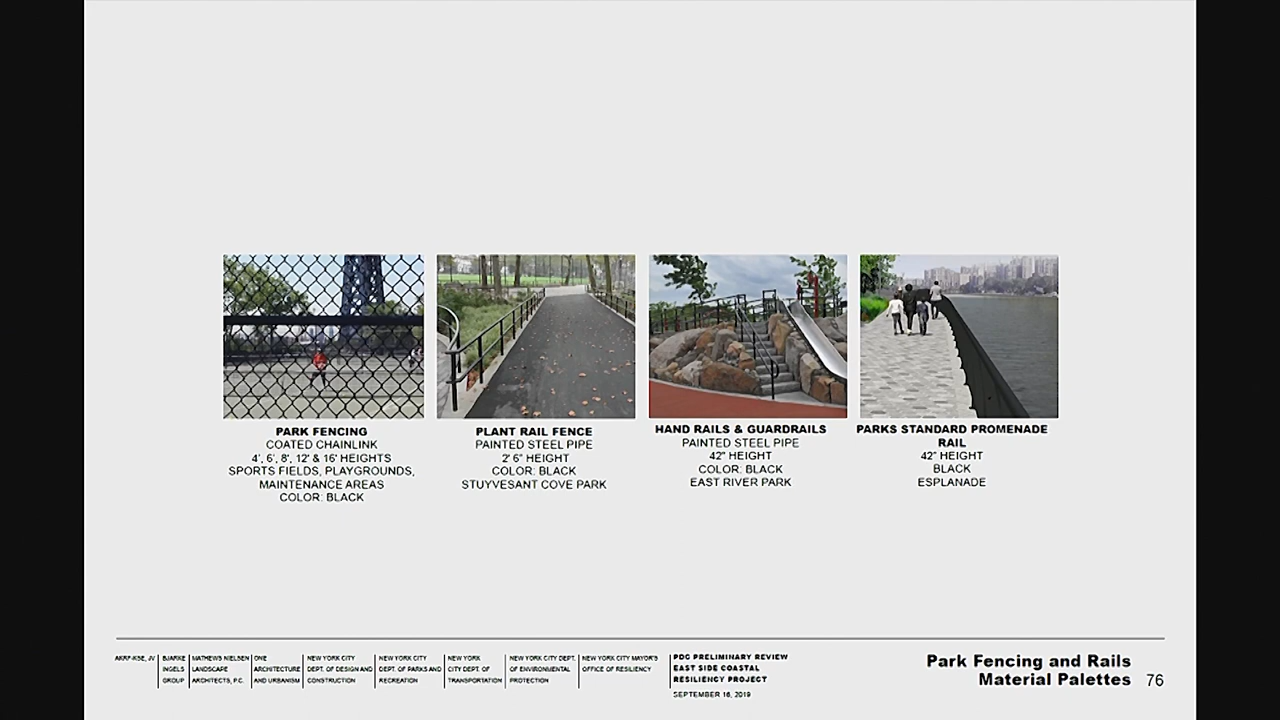 PARK FENCING
COATED CHAINLINK
4', 6', 8', 12' & 16' HEIGHTS
SPORTS FIELDS, PLAYGROUNDS,
MAINTENANCE AREAS
COLOR: BLACK
PLANT RAIL FENCE
PAINTED STEEL PIPE
2' 6" HEIGHT
COLOR: BLACK
STUYVESANT COVE PARK
HAND RAILS & GUARDRAILS
PAINTED STEEL PIPE
42" HEIGHT
COLOR: BLACK
EAST RIVER PARK
PARKS STANDARD PROMENADE
RAIL
42" HEIGHT
BLACK
ESPLANADE
AKRF-KSE, JV
BJARKE
INGELS
GROUP
MATHEWS NIELSEN
LANDSCAPE
ARCHITECTS, P.C.
ONE
ARCHITECTURE
AND URBANISM
NEW YORK CITY
DEPT. OF DESIGN AND
CONSTRUCTION
NEW YORK CITY
DEPT. OF PARKS AND
RECREATION
NEW YORK
CITY DEPT. OF
TRANSPORTATION
NEW YORK CITY DEPT.
OF ENVIRONMENTAL
PROTECTION
NEW YORK CITY MAYOR'S
OFFICE OF RESILIENCY
PDC PRELIMINARY REVIEW
EAST SIDE COASTAL
RESILIENCY PROJECT
SEPTEMBER 16, 2019
Park Fencing and Rails
Material Palettes 76